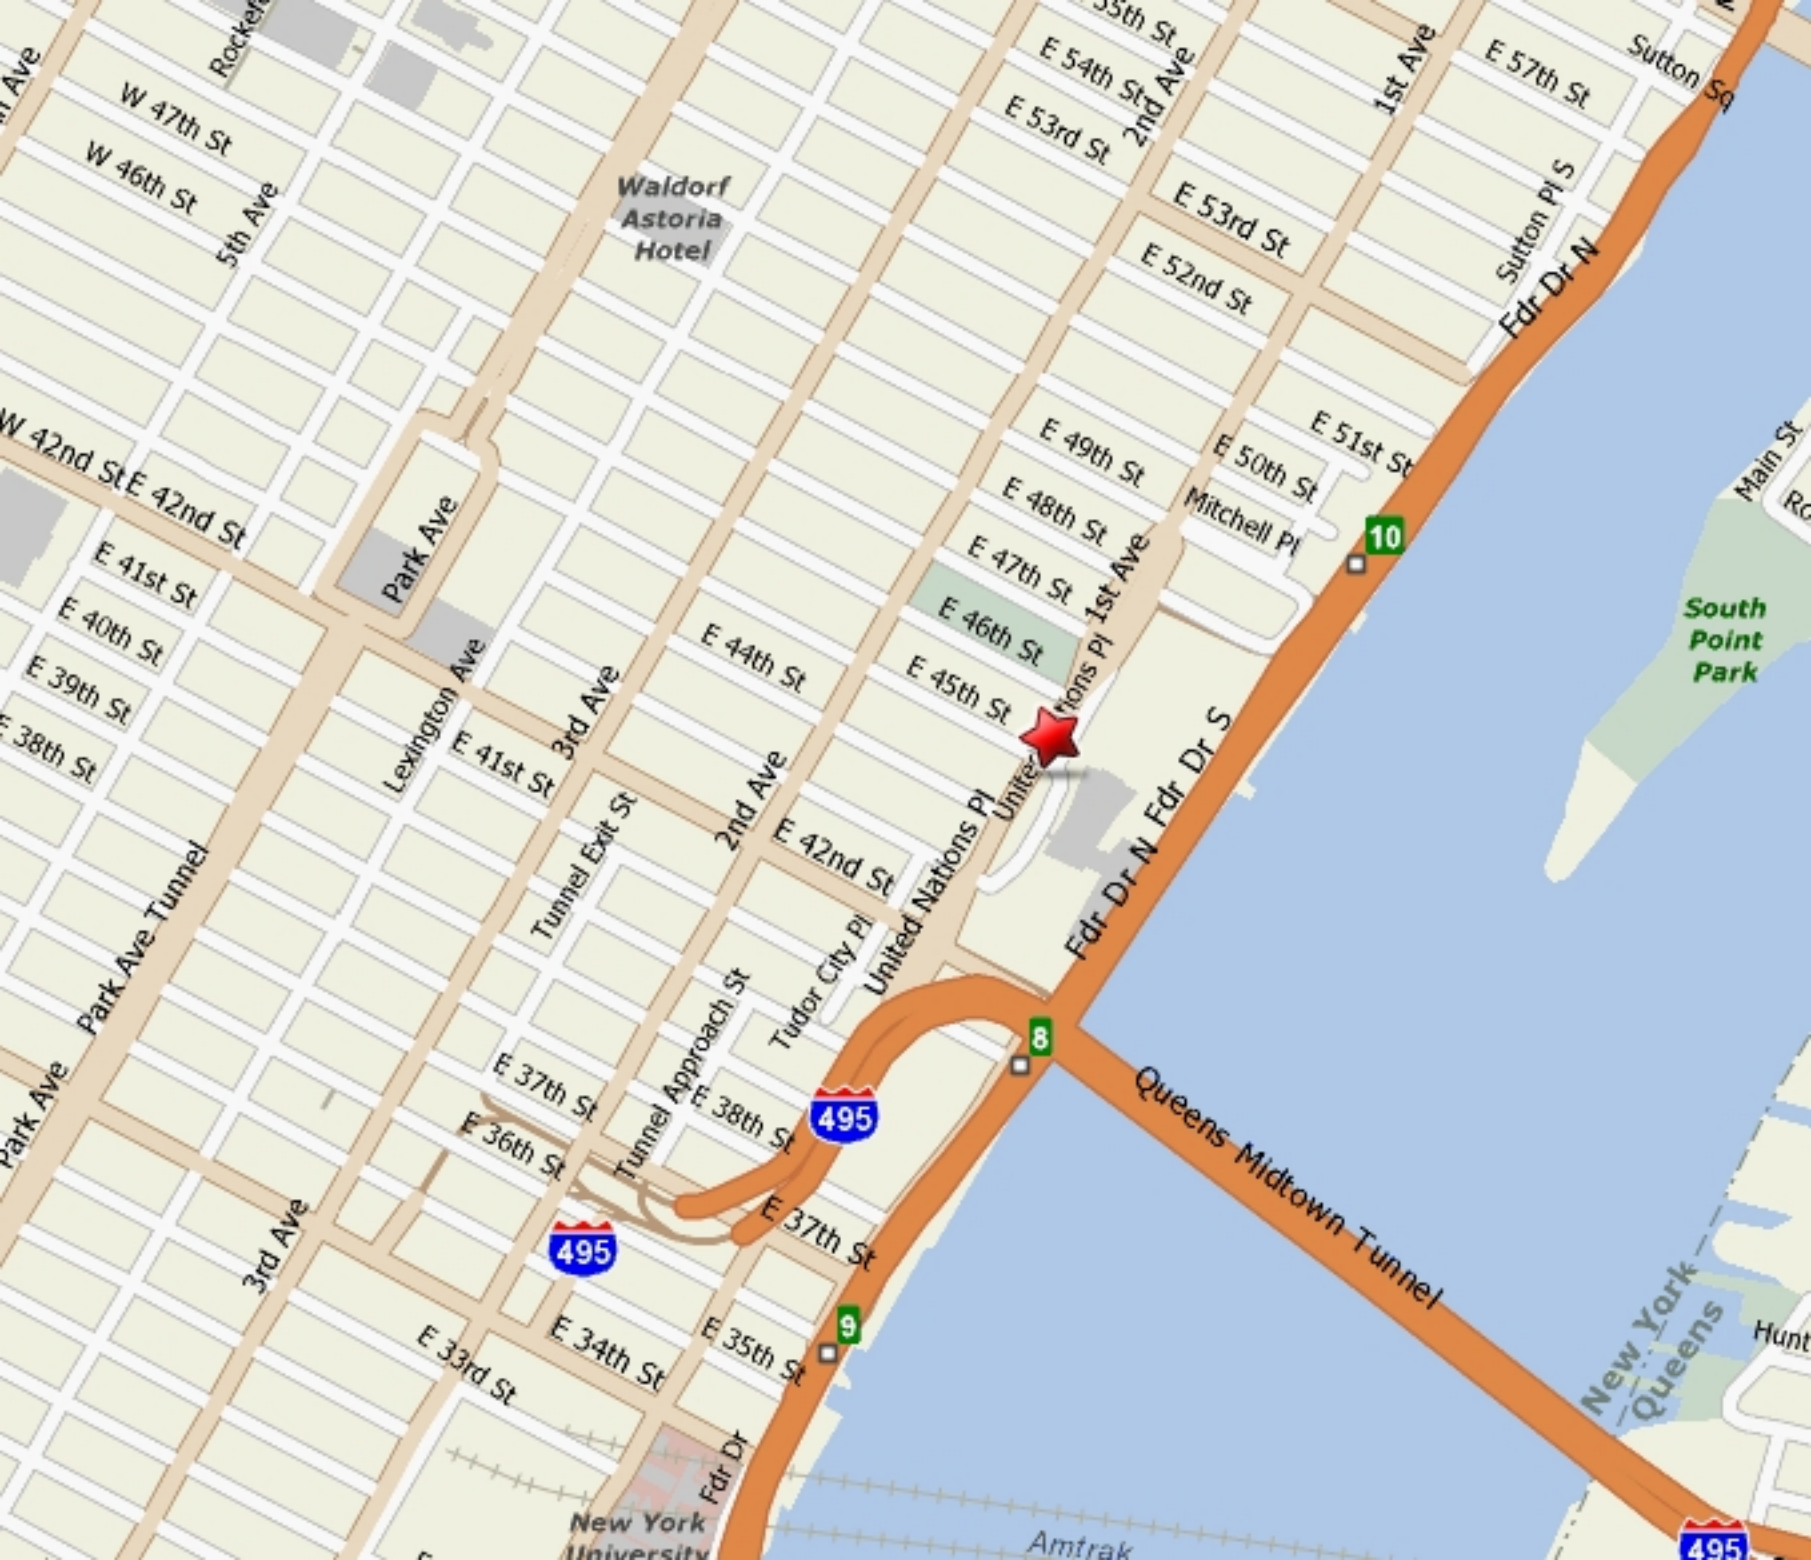 55th St
E 54th St
2nd Ave
1st Ave
E 57th St
Sutton Sq
W 47th St
E 53rd St
W 46th St
5th Ave
Waldorf
Astoria
Hotel
E 53rd St
Sutton Pl S
E 52nd St
Fdr Dr N
W 42nd St
E 42nd St
E 49th St
E 50th St
E 51st St
Main St
E 48th St
Mitchell Pl
10
Park Ave
E 41st St
E 47th St
1st Ave
E 40th St
E 46th St
South
Point
Park
E 44th St
E 45th St
E 39th St
Lexington Ave
3rd Ave
E 38th St
E 41st St
Fdr Dr S
2nd Ave
Tunnel Exit St
E 42nd St
United Nations Pl
Fdr Dr N
Park Ave Tunnel
Tudor City Pl
Tunnel Approach St
8
E 37th St
E 38th St
495
Queens Midtown Tunnel
Park Ave
E 36th St
E 37th St
3rd Ave
495
9
E 33rd St
E 34th St
E 35th St
New York
Queens
Hunt
Fdr Dr
New York
University
Amtrak
495